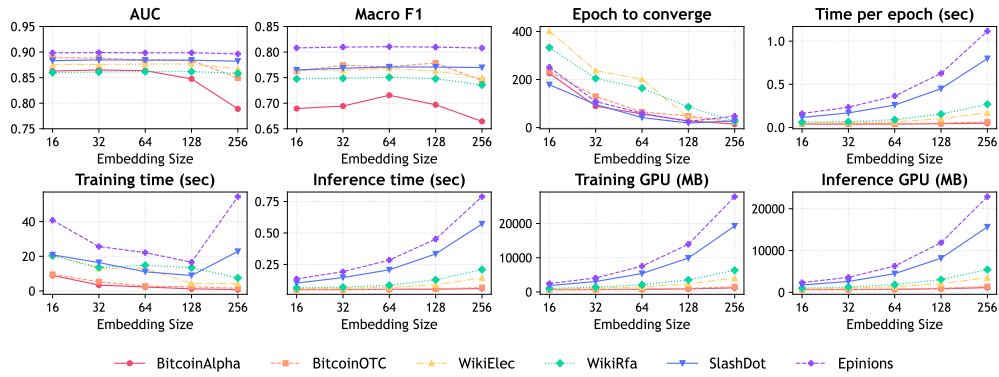 AUC
0.95
0.90
0.85
0.80
0.75
16 32 64 128 256
Embedding Size
Macro F1
0.85
0.80
0.75
0.70
0.65
16 32 64 128 256
Embedding Size
Epoch to converge
400
200
0
16 32 64 128 256
Embedding Size
Time per epoch (sec)
1.0
0.5
0.0
16 32 64 128 256
Embedding Size
Training time (sec)
40
20
0
16 32 64 128 256
Embedding Size
Inference time (sec)
0.75
0.50
0.25
16 32 64 128 256
Embedding Size
Training GPU (MB)
20000
10000
0
16 32 64 128 256
Embedding Size
Inference GPU (MB)
20000
10000
0
16 32 64 128 256
Embedding Size
BitcoinAlpha BitcoinOTC WikiElec WikiRfa SlashDot Epinions